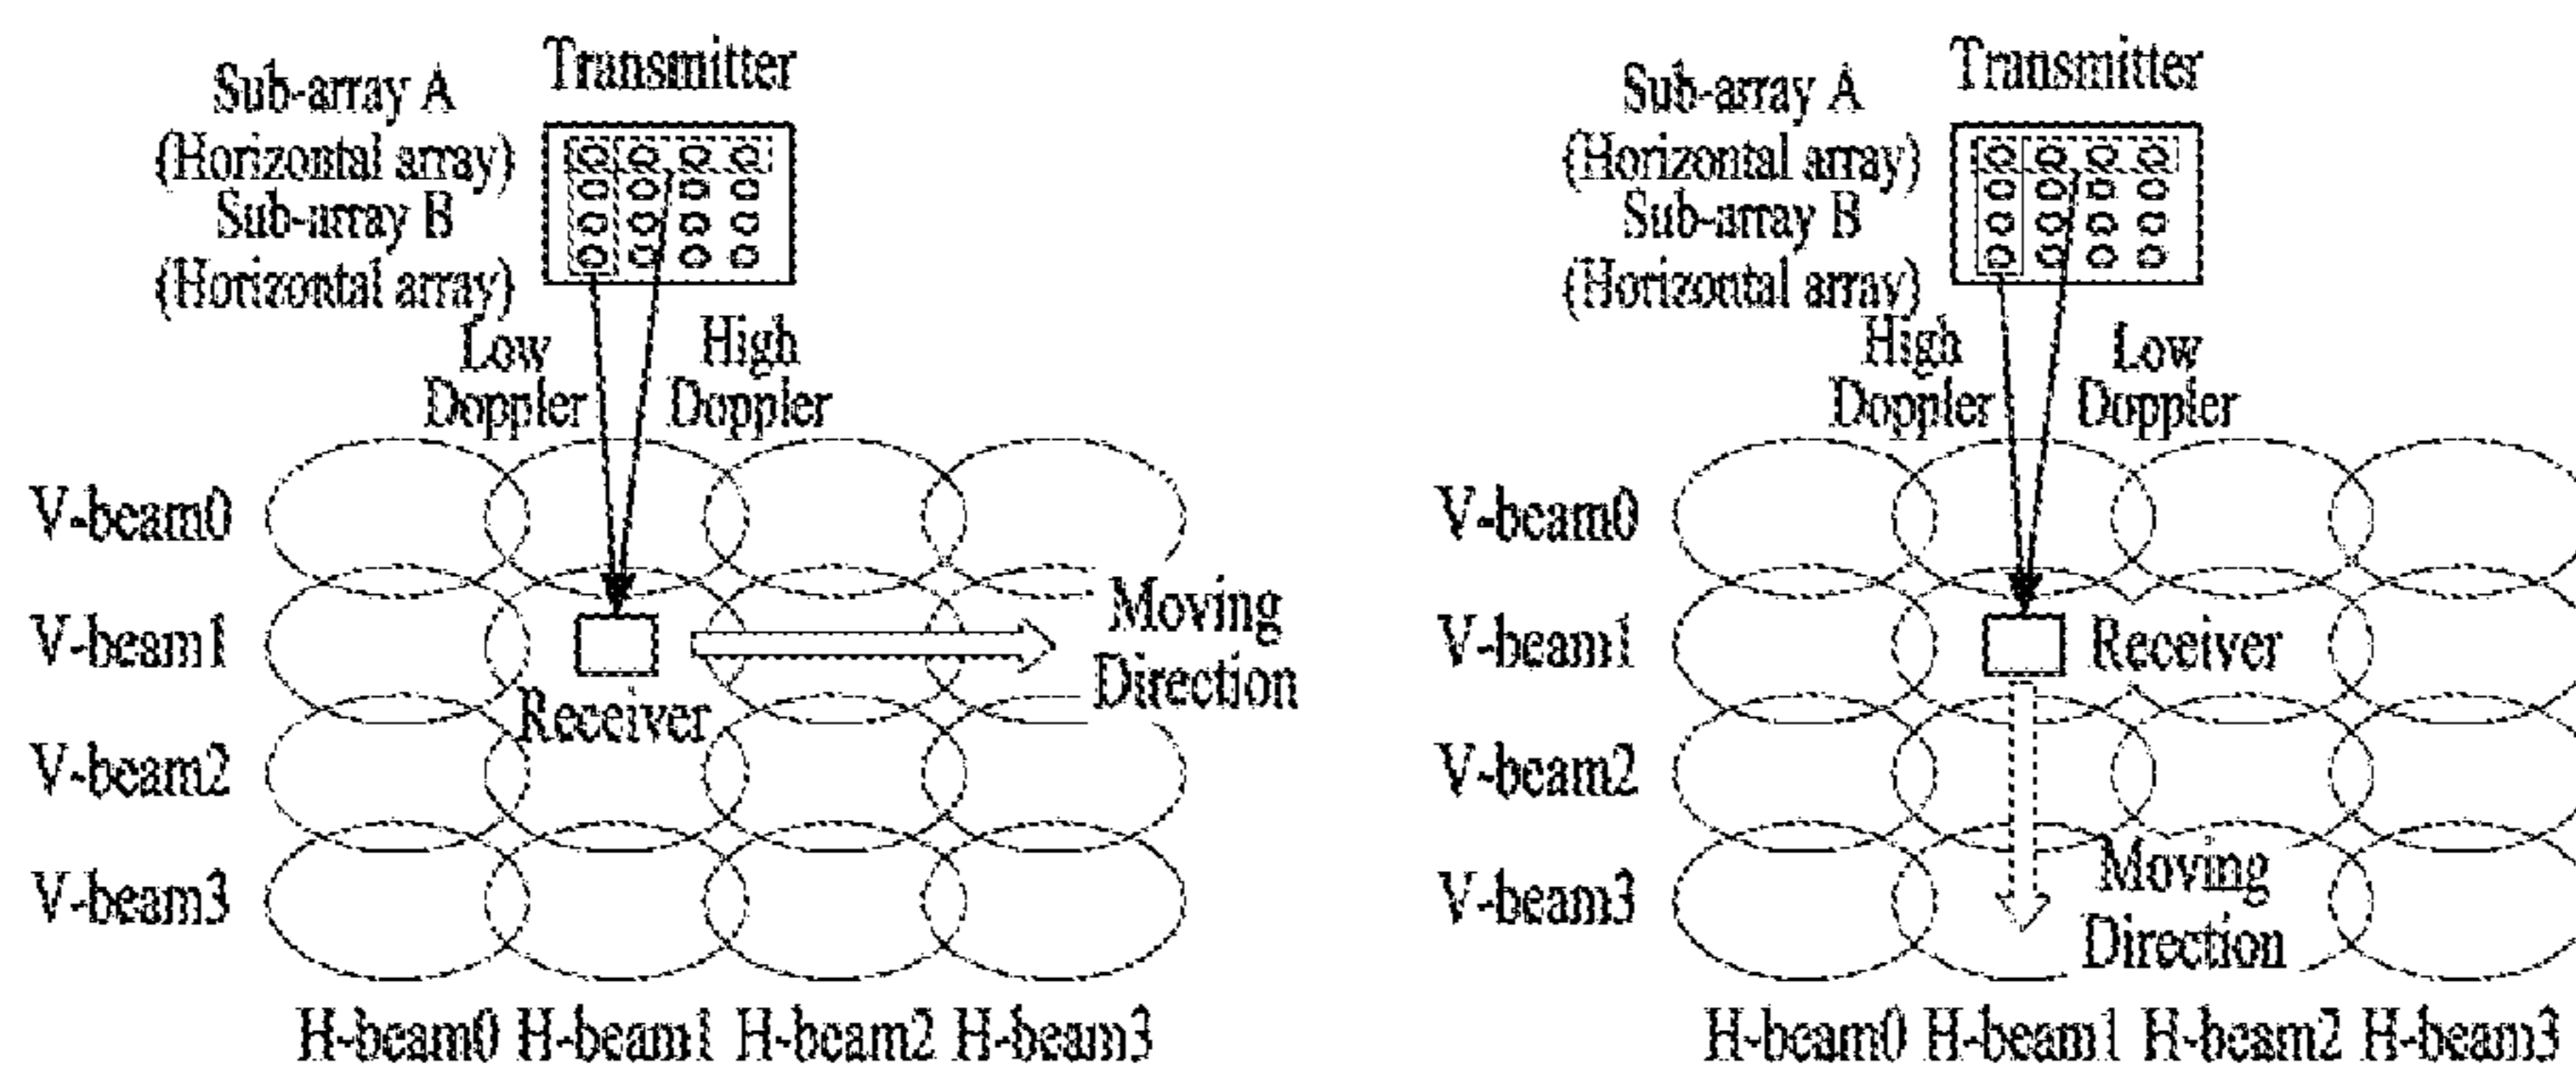 Transmitter
Sub-array A
(Horizontal array)
Sub-array B
(Horizontal array)
Low
Doppler
High
Doppler
V-beam0
V-beam1
V-beam2
V-beam3
Receiver
Moving
Direction
H-beam0 H-beam1 H-beam2 H-beam3
Transmitter
Sub-array A
(Horizontal array)
Sub-array B
(Horizontal array)
High
Doppler
Low
Doppler
V-beam0
V-beam1
V-beam2
V-beam3
Receiver
Moving
Direction
H-beam0 H-beam1 H-beam2 H-beam3